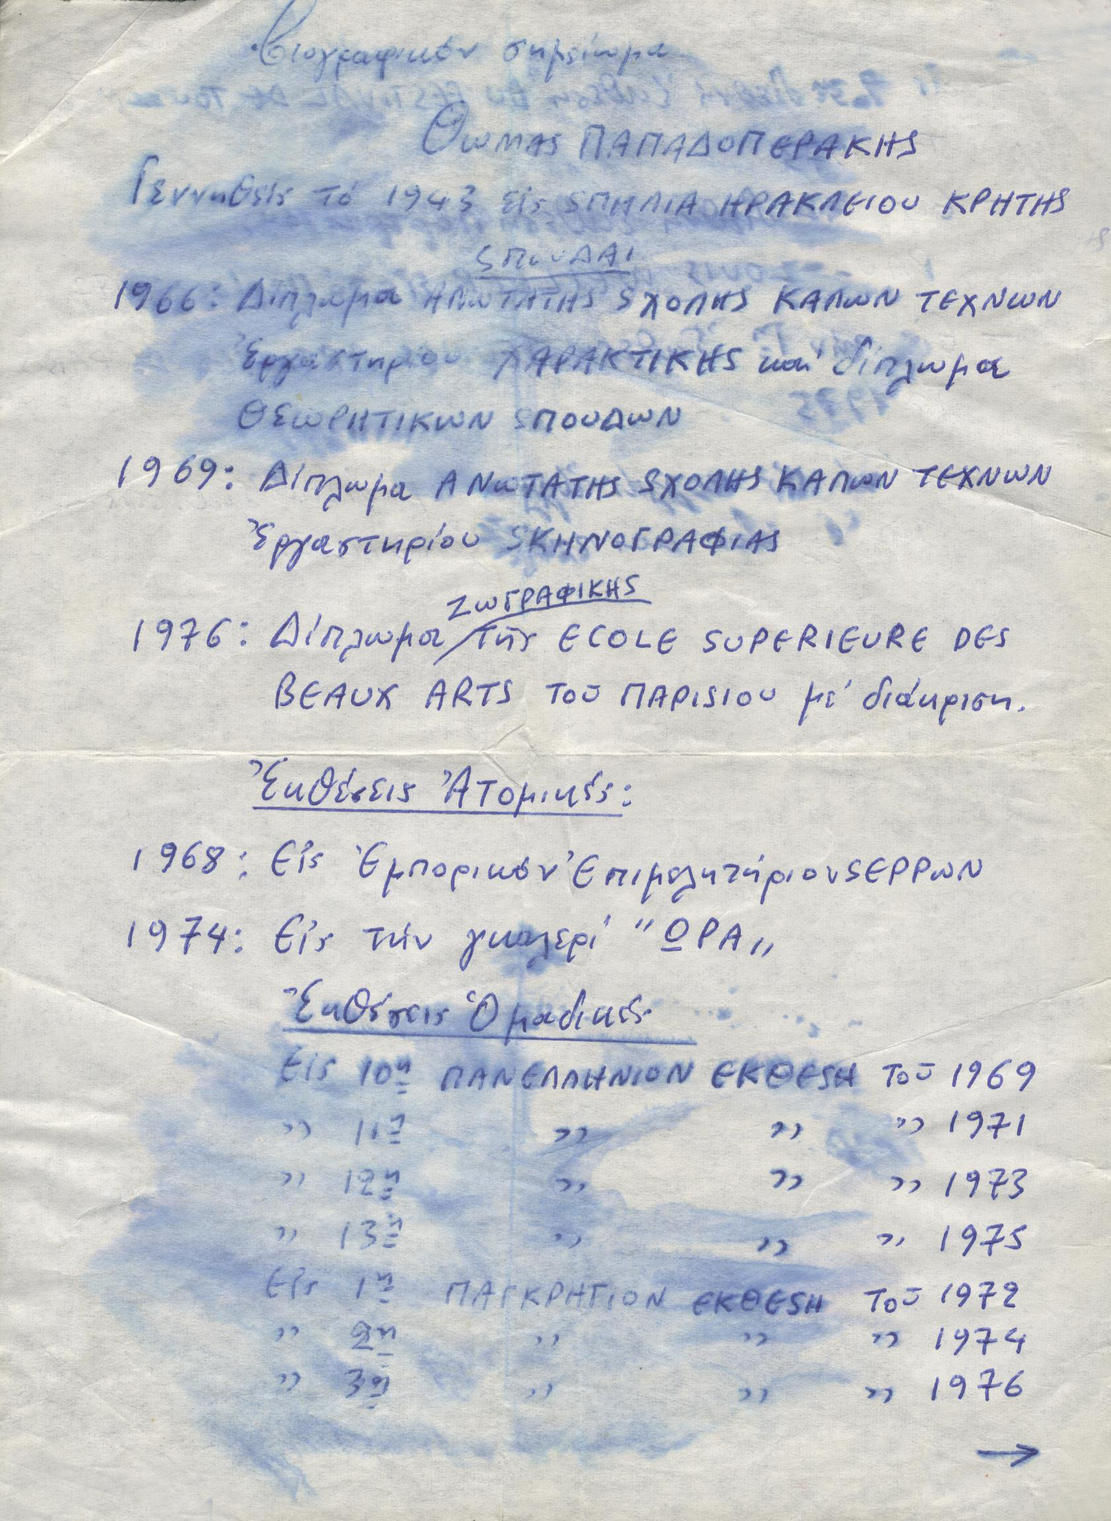 Βιογραφικόν σημείωμα
Θωμας ΠΑΠΑΔΟΠΕΡΑΚΗΣ
Γεννηθείς τό 1943 εἰς ΣΠΗΛΙΑ ΗΡΑΚΛΕΙΟΥ ΚΡΗΤΗΣ
ΣΠΟΥΔΑΙ
1966: Δίπλωμα ΑΝΩΤΑΤΗΣ ΣΧΟΛΗΣ ΚΑΛΩΝ ΤΕΧΝΩΝ
Ἐργαστηρίου ΧΑΡΑΚΤΙΚΗΣ καί δίπλωμα
ΘΕΩΡΗΤΙΚΩΝ ΣΠΟΥΔΩΝ
1969: Δίπλωμα ΑΝΩΤΑΤΗΣ ΣΧΟΛΗΣ ΚΑΛΩΝ ΤΕΧΝΩΝ
Ἐργαστηρίου ΣΚΗΝΟΓΡΑΦΙΑΣ
ΖΩΓΡΑΦΙΚΗΣ
1976: Δίπλωμα τῆς ECOLE SUPERIEURE DES
BEAUX ARTS τοῦ ΠΑΡΙΣΙΟΥ μέ διάκριση.
Ἐκθέσεις Ἀτομικές:
1968: Εἰς Ἐμπορικόν Ἐπιμελητήριον ΣΕΡΡΩΝ
1974: Εἰς τήν γκαλερί "ΩΡΑ„
Ἐκθέσεις Ὁμαδικές
Εἰς 10η ΠΑΝΕΛΛΗΝΙΟΝ ΕΚΘΕΣΗ τοῦ 1969
,, 11η ,, ,, ,, 1971
,, 12η ,, ,, ,, 1973
,, 13η ,, ,, ,, 1975
Εἰς 1η ΠΑΓΚΡΗΤΙΟΝ ΕΚΘΕΣΗ τοῦ 1972
,, 2η ,, ,, ,, 1974
,, 3η ,, ,, ,, 1976
→